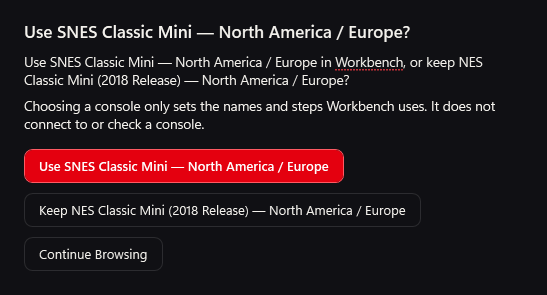 Use SNES Classic Mini — North America / Europe?
Use SNES Classic Mini — North America / Europe in Workbench, or keep NES
Classic Mini (2018 Release) — North America / Europe?
Choosing a console only sets the names and steps Workbench uses. It does not
connect to or check a console.
Use SNES Classic Mini — North America / Europe
Keep NES Classic Mini (2018 Release) — North America / Europe
Continue Browsing